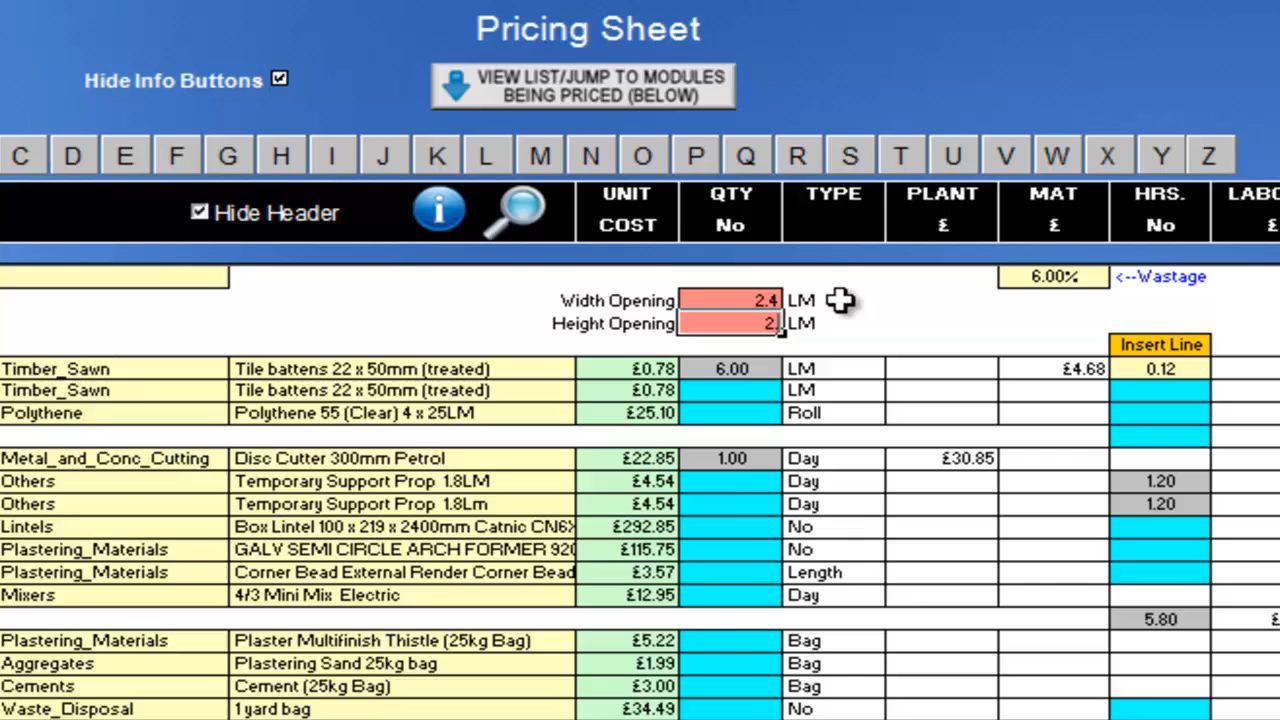 Pricing Sheet
Hide Info Buttons
VIEW LIST/JUMP TO MODULES
BEING PRICED (BELOW)
C D E F G H I J K L M N O P Q R S T U V W X Y Z
Hide Header
UNIT COST QTY No TYPE PLANT £ MAT £ HRS. No LABO £
6.00% <--Wastage
Width Opening 2.4 LM
Height Opening 2. LM
Insert Line
Timber_Sawn Tile battens 22 x 50mm (treated) £0.78 6.00 LM £4.68 0.12
Timber_Sawn Tile battens 22 x 50mm (treated) £0.78 LM
Polythene Polythene 55 (Clear) 4 x 25LM £25.10 Roll
Metal_and_Conc_Cutting Disc Cutter 300mm Petrol £22.85 1.00 Day £30.85
Others Temporary Support Prop 1.8LM £4.54 Day 1.20
Others Temporary Support Prop 1.8Lm £4.54 Day 1.20
Lintels Box Lintel 100 x 219 x 2400mm Catnic CN6X £292.85 No
Plastering_Materials GALV SEMI CIRCLE ARCH FORMER 920 £115.75 No
Plastering_Materials Corner Bead External Render Corner Bead £3.57 Length
Mixers 4/3 Mini Mix Electric £12.95 Day
5.80 £
Plastering_Materials Plaster Multifinish Thistle (25kg Bag) £5.22 Bag
Aggregates Plastering Sand 25kg bag £1.99 Bag
Cements Cement (25kg Bag) £3.00 Bag
Waste_Disposal 1 yard bag £34.49 No